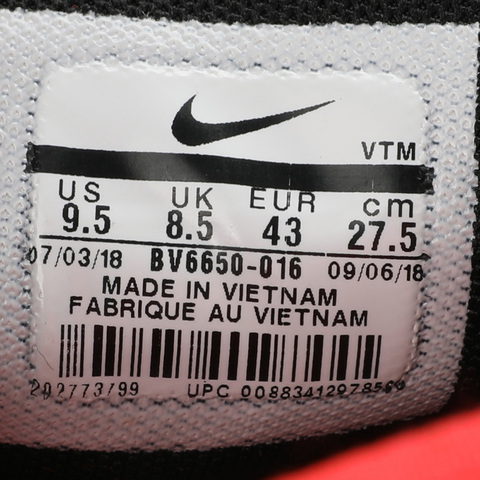 VTM
US UK EUR cm
9.5 8.5 43 27.5
07/03/18 BV6650-016 09/06/18
MADE IN VIETNAM
FABRIQUE AU VIETNAM
UPC